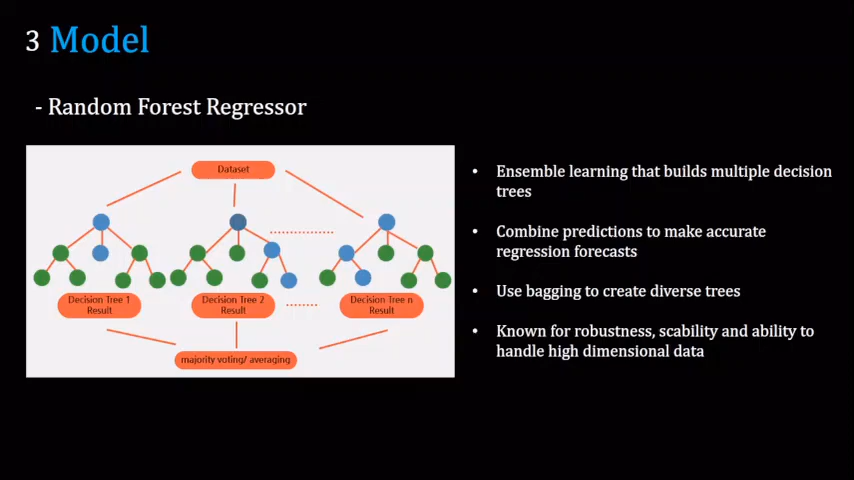 3 Model
- Random Forest Regressor
Dataset
Decision Tree 1
Result
Decision Tree 2
Result
Decision Tree n
Result
majority voting/ averaging
• Ensemble learning that builds multiple decision
trees
• Combine predictions to make accurate
regression forecasts
• Use bagging to create diverse trees
• Known for robustness, scability and ability to
handle high dimensional data